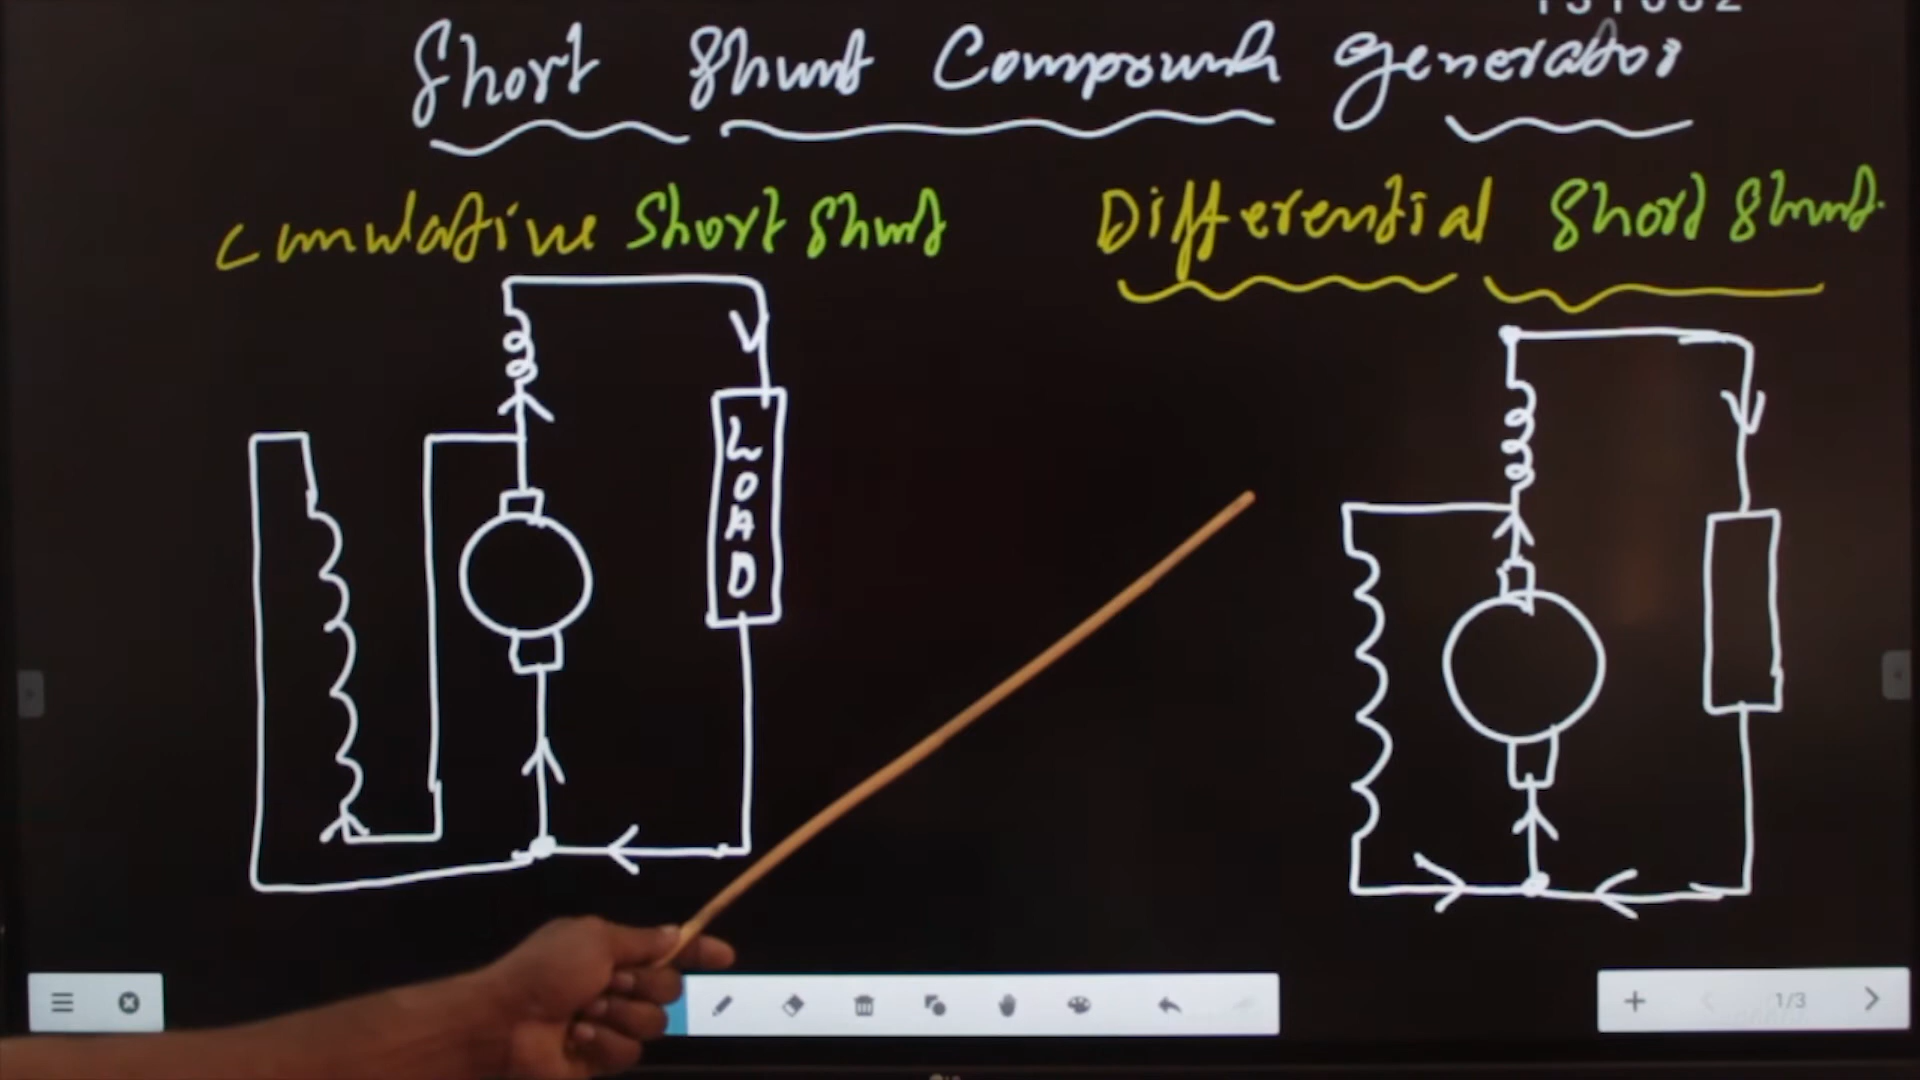 Short Shunt Compound Generator
Cumulative Short Shunt
Differential Short Shunt.
LOAD
1/3